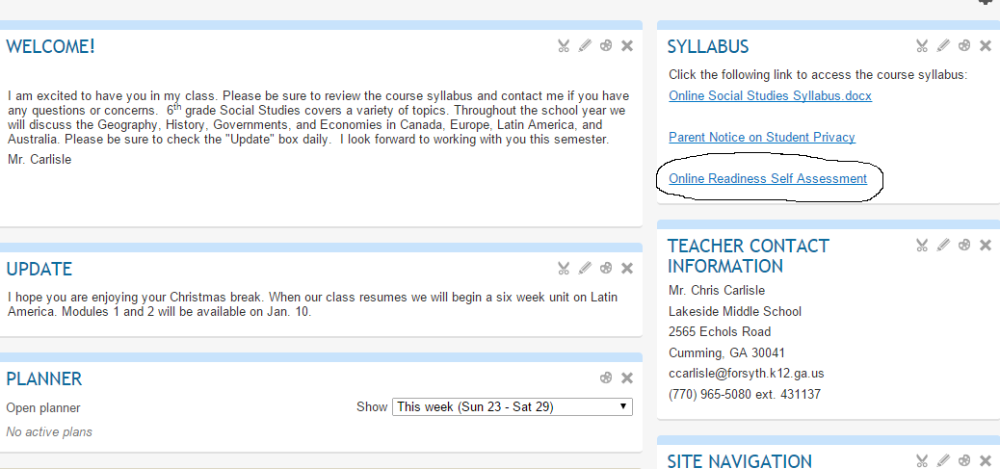 WELCOME!
I am excited to have you in my class. Please be sure to review the course syllabus and contact me if you have
any questions or concerns.  6th grade Social Studies covers a variety of topics. Throughout the school year we
will discuss the Geography, History, Governments, and Economies in Canada, Europe, Latin America, and
Australia. Please be sure to check the "Update" box daily.  I look forward to working with you this semester.
Mr. Carlisle
UPDATE
I hope you are enjoying your Christmas break. When our class resumes we will begin a six week unit on Latin
America. Modules 1 and 2 will be available on Jan. 10.
PLANNER
Open planner
Show This week (Sun 23 - Sat 29)
No active plans
SYLLABUS
Click the following link to access the course syllabus:
Online Social Studies Syllabus.docx
Parent Notice on Student Privacy
Online Readiness Self Assessment
TEACHER CONTACT
INFORMATION
Mr. Chris Carlisle
Lakeside Middle School
2565 Echols Road
Cumming, GA 30041
ccarlisle@forsyth.k12.ga.us
(770) 965-5080 ext. 431137
SITE NAVIGATION